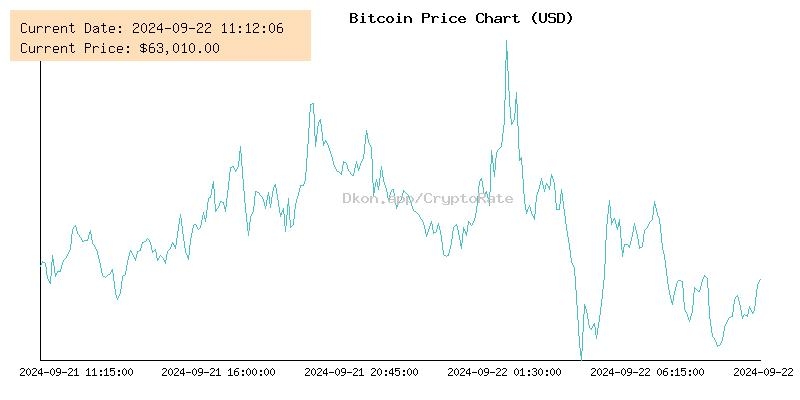 Bitcoin Price Chart (USD)
Current Date: 2024-09-22 11:12:06
Current Price: $63,010.00
Dkon.app/CryptoRate
2024-09-21 11:15:00 2024-09-21 16:00:00 2024-09-21 20:45:00 2024-09-22 01:30:00 2024-09-22 06:15:00 2024-09-22